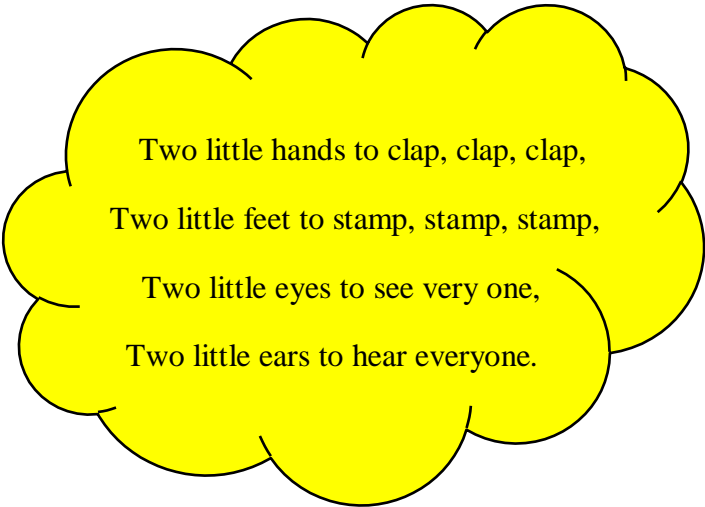 Two little hands to clap, clap, clap,
Two little feet to stamp, stamp, stamp,
Two little eyes to see very one,
Two little ears to hear everyone.